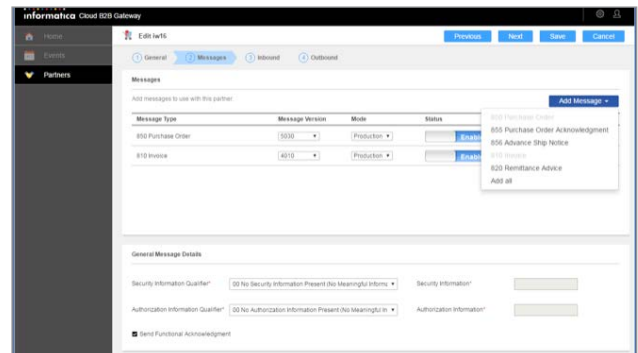 informatica Cloud B2B Gateway
Home
Edit lw16
Previous Next Save Cancel
Events
1 General 2 Messages 3 Inbound 4 Outbound
Partners
Messages
Add messages to use with this partner.
Add Message
Message Type Message Version Mode Status
850 Purchase Order
850 Purchase Order 5030 Production Enabl
855 Purchase Order Acknowledgment
856 Advance Ship Notice
810 Invoice 4010 Production Enabl
810 Invoice
820 Remittance Advice
Add all
General Message Details
Security Information Qualifier* 00 No Security Information Present (No Meaningful Informa Security Information*
Authorization Information Qualifier* 00 No Authorization Information Present (No Meaningful In Authorization Information*
Send Functional Acknowledgment